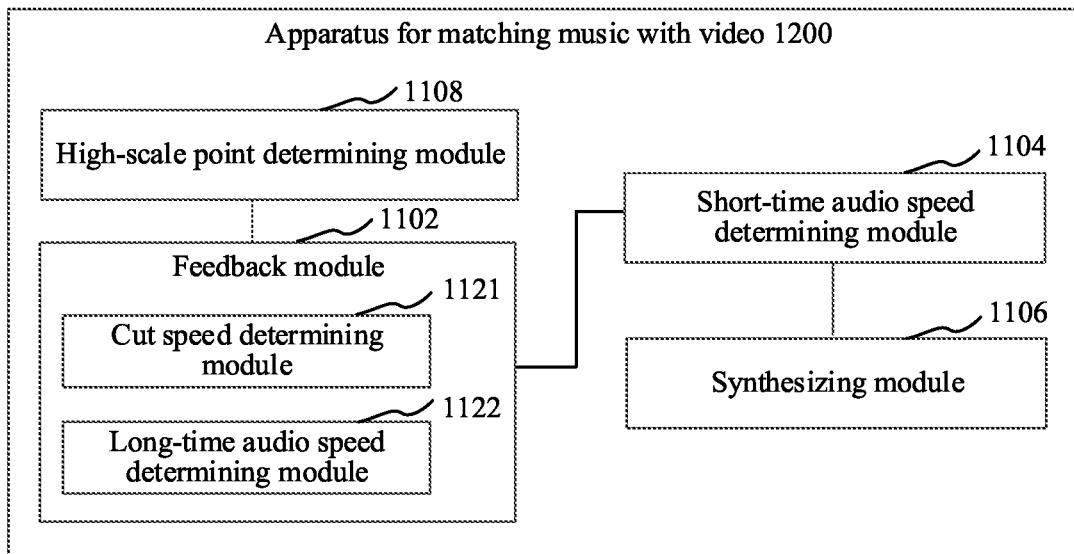 Apparatus for matching music with video 1200
1108
High-scale point determining module
1102
Feedback module
1121
Cut speed determining
module
1122
Long-time audio speed
determining module
1104
Short-time audio speed
determining module
1106
Synthesizing module